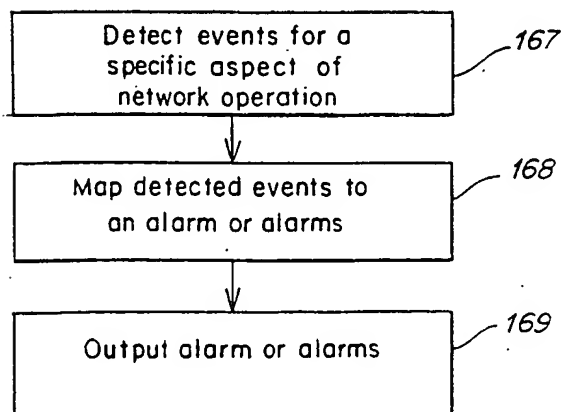 Detect events for a
specific aspect of
network operation
167
Map detected events to
an alarm or alarms
168
Output alarm or alarms
169